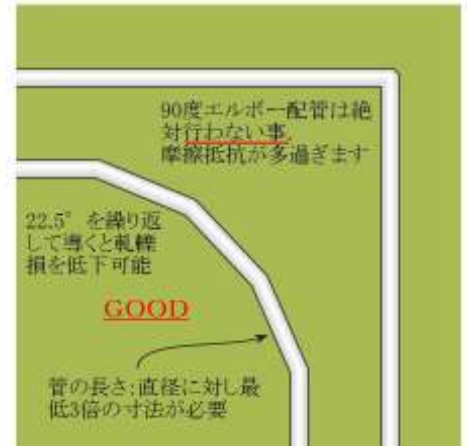 90度エルボー配管は絶
対行わない事
摩擦抵抗が多過ぎます
22.5°を繰り返
して導くと軋轢
損を低下可能
GOOD
管の長さ:直径に対し最
低3倍の寸法が必要